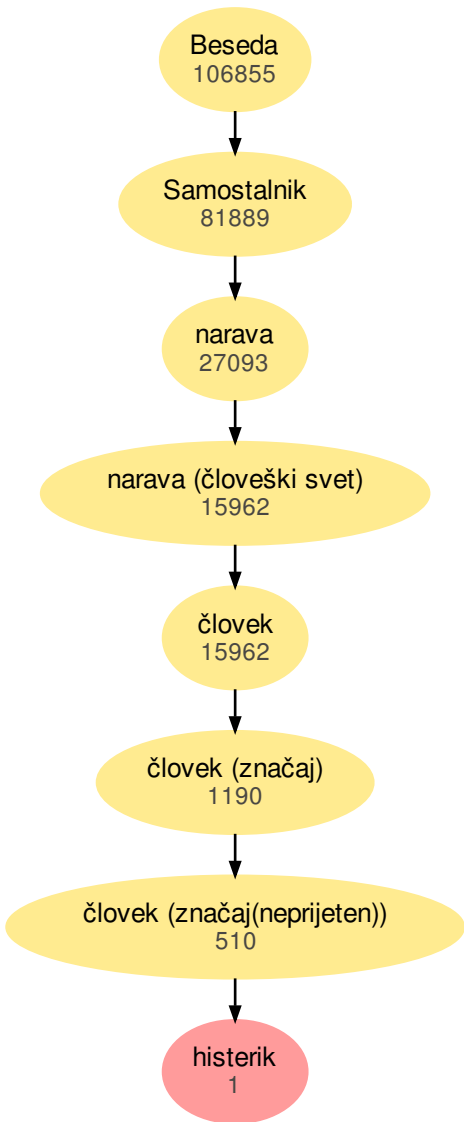 Beseda
106855
Samostalnik
81889
narava
27093
narava (človeški svet)
15962
človek
15962
človek (značaj)
1190
človek (značaj(neprijeten))
510
histerik
1